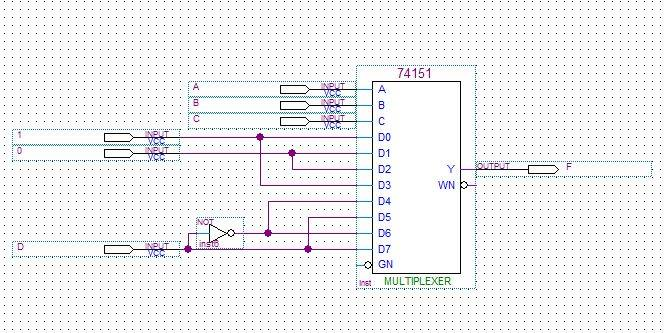 74151
A INPUT VCC A
B INPUT VCC B
C INPUT VCC C
1 INPUT VCC D0
0 INPUT VCC D1
D2 Y OUTPUT F
D3 WN
NOT D4
D5
inst6 D6
D INPUT VCC D7
GN
inst MULTIPLEXER